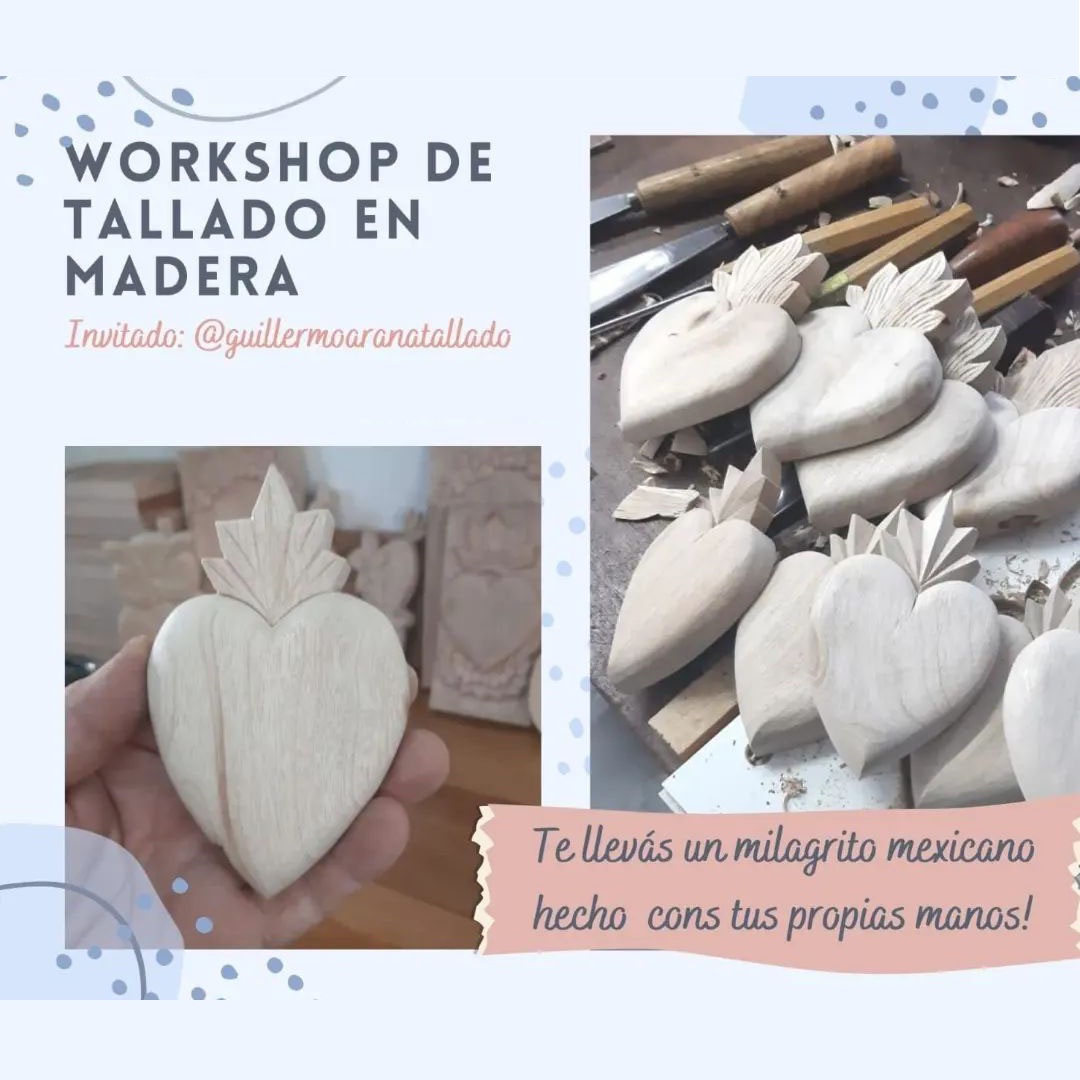 WORKSHOP DE
TALLADO EN
MADERA
Invitado: @guillermoaranatallado
Te llevás un milagrito mexicano
hecho cons tus propias manos!